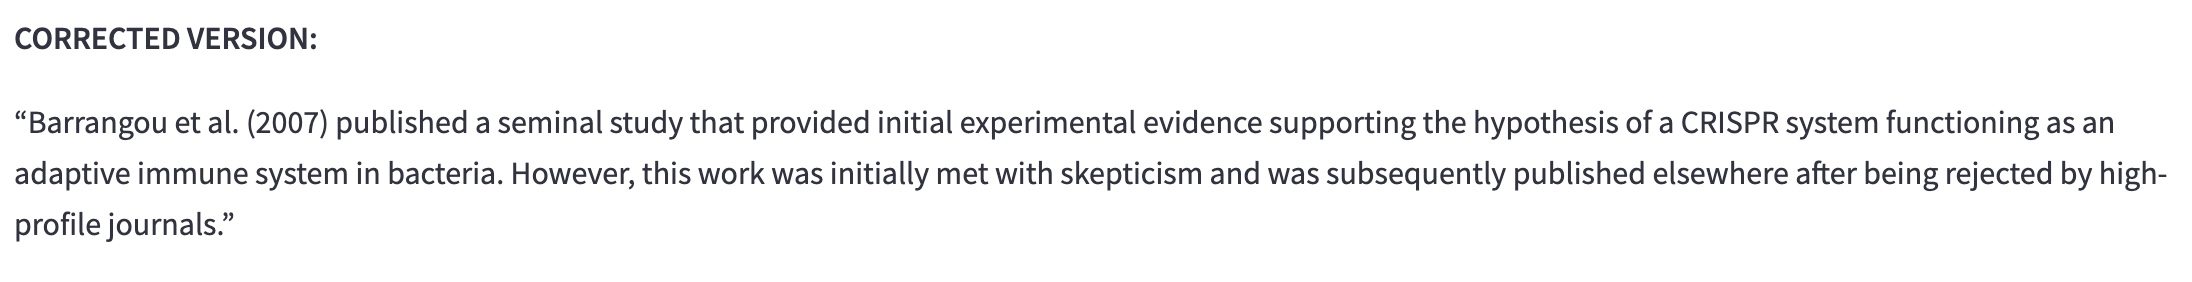 CORRECTED VERSION:
“Barrangou et al. (2007) published a seminal study that provided initial experimental evidence supporting the hypothesis of a CRISPR system functioning as an
adaptive immune system in bacteria. However, this work was initially met with skepticism and was subsequently published elsewhere after being rejected by high-
profile journals.”